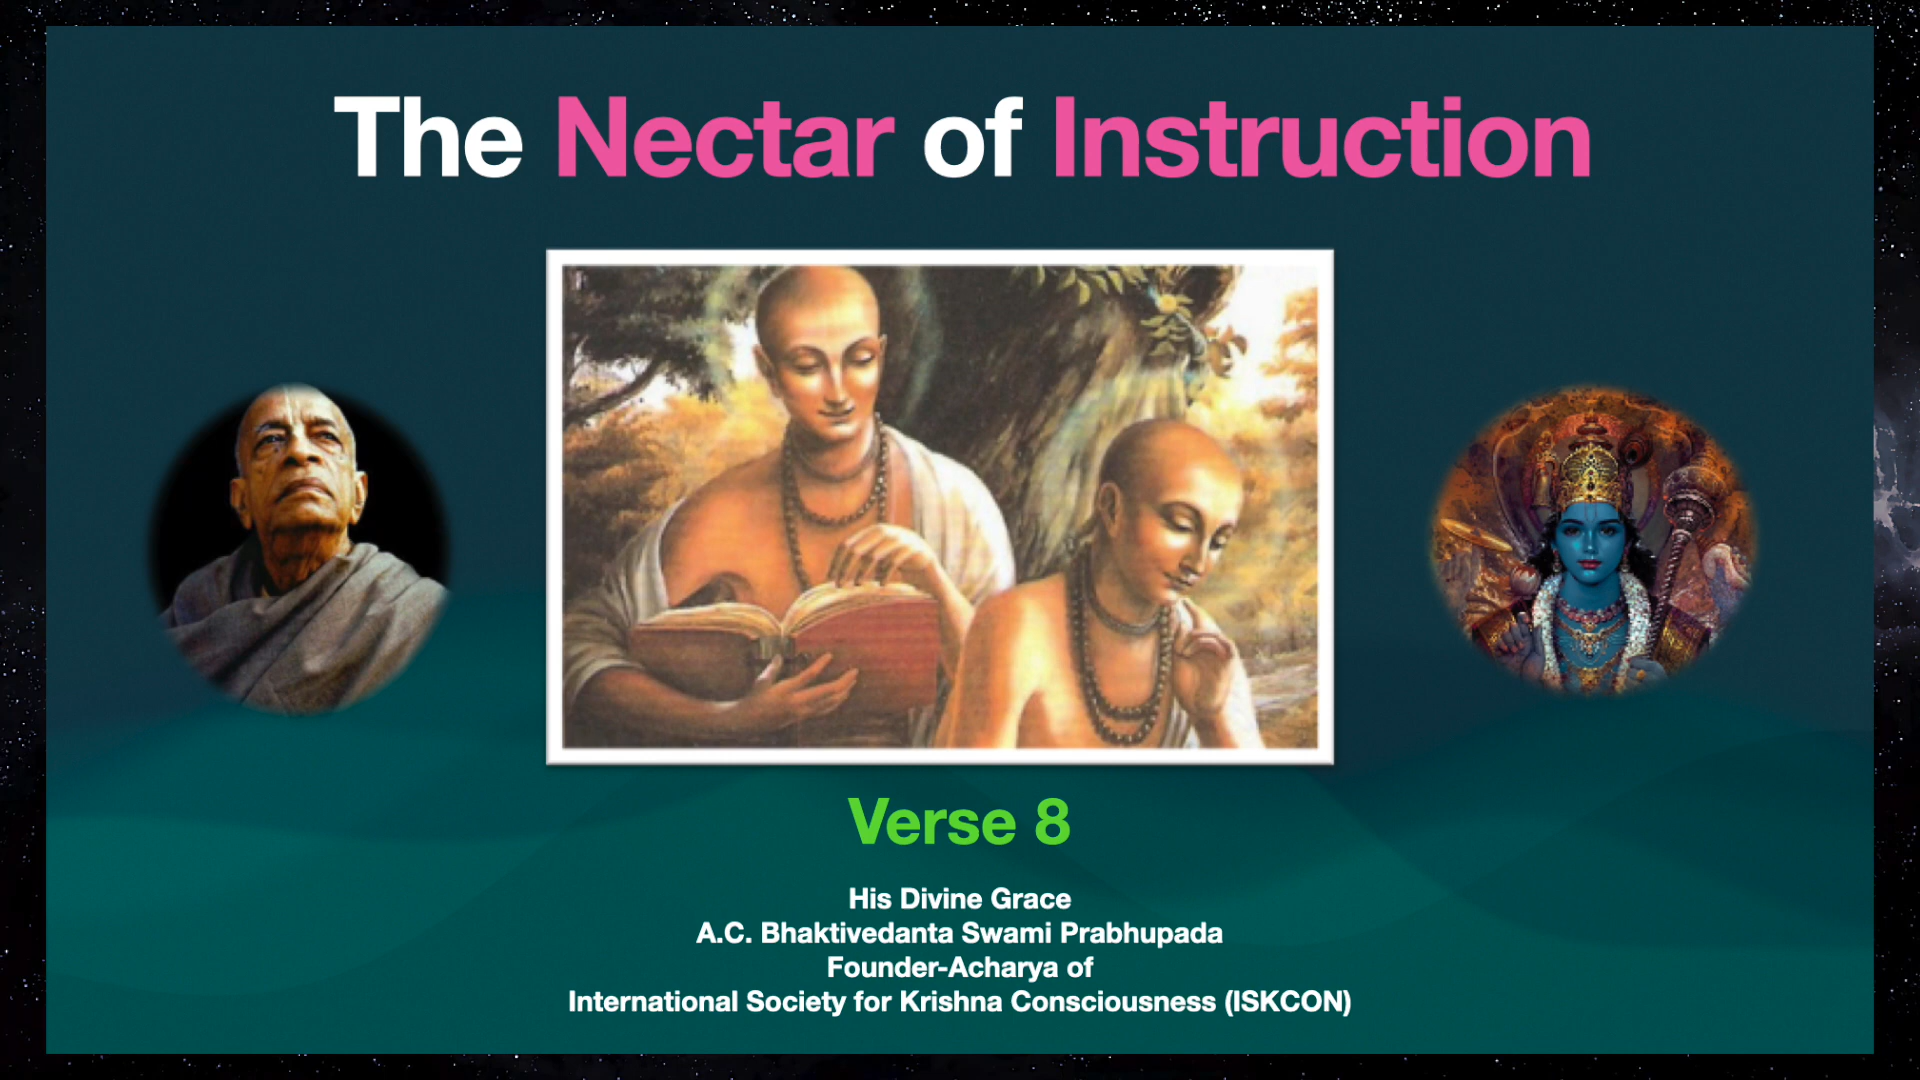 The Nectar of Instruction
Verse 8
His Divine Grace
A.C. Bhaktivedanta Swami Prabhupada
Founder-Acharya of
International Society for Krishna Consciousness (ISKCON)